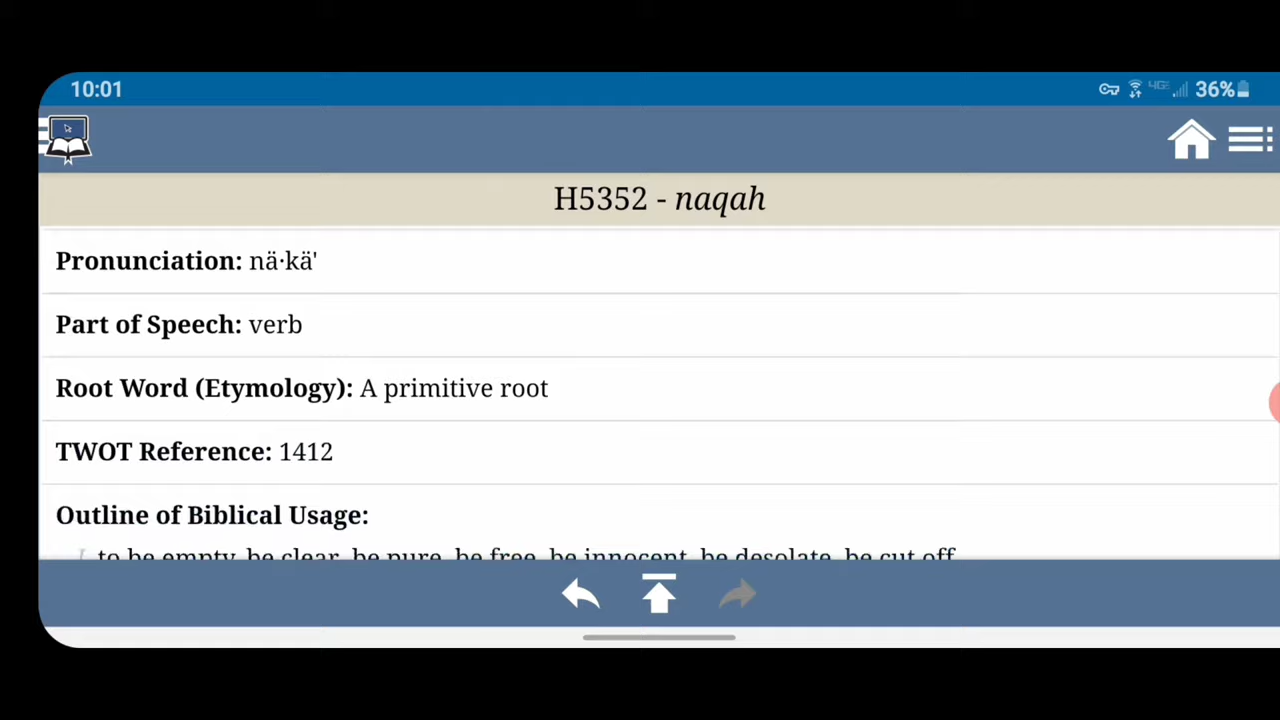 10:01
4GE 36%
H5352 - naqah
Pronunciation: nä·kä'
Part of Speech: verb
Root Word (Etymology): A primitive root
TWOT Reference: 1412
Outline of Biblical Usage:
I. to be empty, be clear, be pure, be free, be innocent, be desolate, be cut off